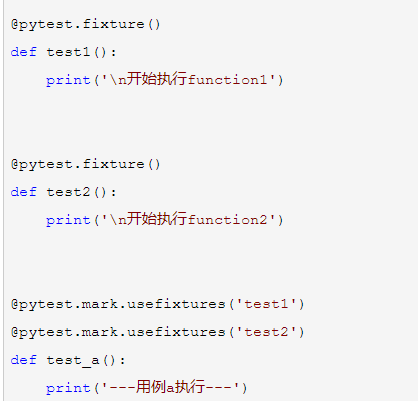 @pytest.fixture()
def test1():
    print('\n开始执行function1')
@pytest.fixture()
def test2():
    print('\n开始执行function2')
@pytest.mark.usefixtures('test1')
@pytest.mark.usefixtures('test2')
def test_a():
    print('---用例a执行---')